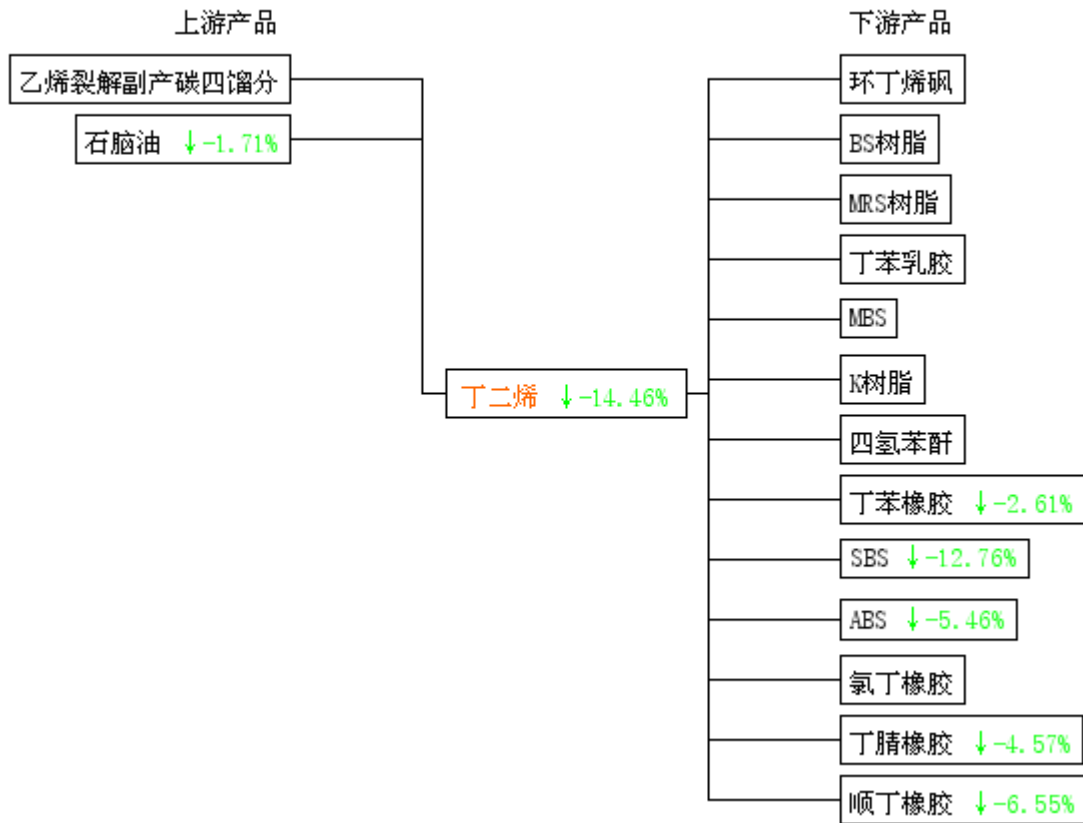 上游产品
下游产品
乙烯裂解副产碳四馏分
石脑油 ↓-1.71%
丁二烯 ↓-14.46%
环丁烯砜
BS树脂
MRS树脂
丁苯乳胶
MBS
K树脂
四氢苯酐
丁苯橡胶 ↓-2.61%
SBS ↓-12.76%
ABS ↓-5.46%
氯丁橡胶
丁腈橡胶 ↓-4.57%
顺丁橡胶 ↓-6.55%